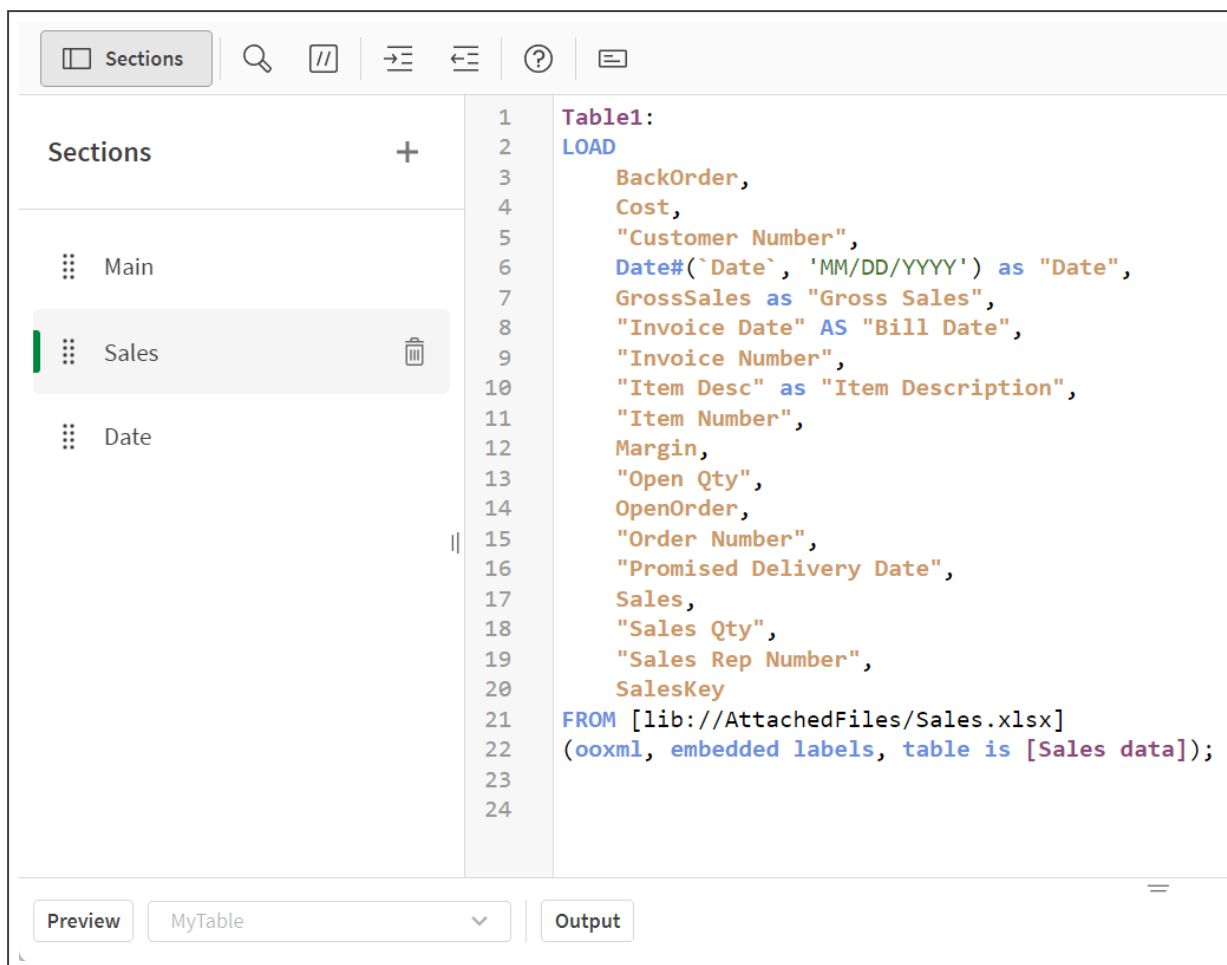 Sections
//
?
Sections
+
Main
Sales
Date
1 Table1:
2 LOAD
3 BackOrder,
4 Cost,
5 "Customer Number",
6 Date#(`Date`, 'MM/DD/YYYY') as "Date",
7 GrossSales as "Gross Sales",
8 "Invoice Date" AS "Bill Date",
9 "Invoice Number",
10 "Item Desc" as "Item Description",
11 "Item Number",
12 Margin,
13 "Open Qty",
14 OpenOrder,
15 "Order Number",
16 "Promised Delivery Date",
17 Sales,
18 "Sales Qty",
19 "Sales Rep Number",
20 SalesKey
21 FROM [lib://AttachedFiles/Sales.xlsx]
22 (ooxml, embedded labels, table is [Sales data]);
23
24
Preview MyTable Output